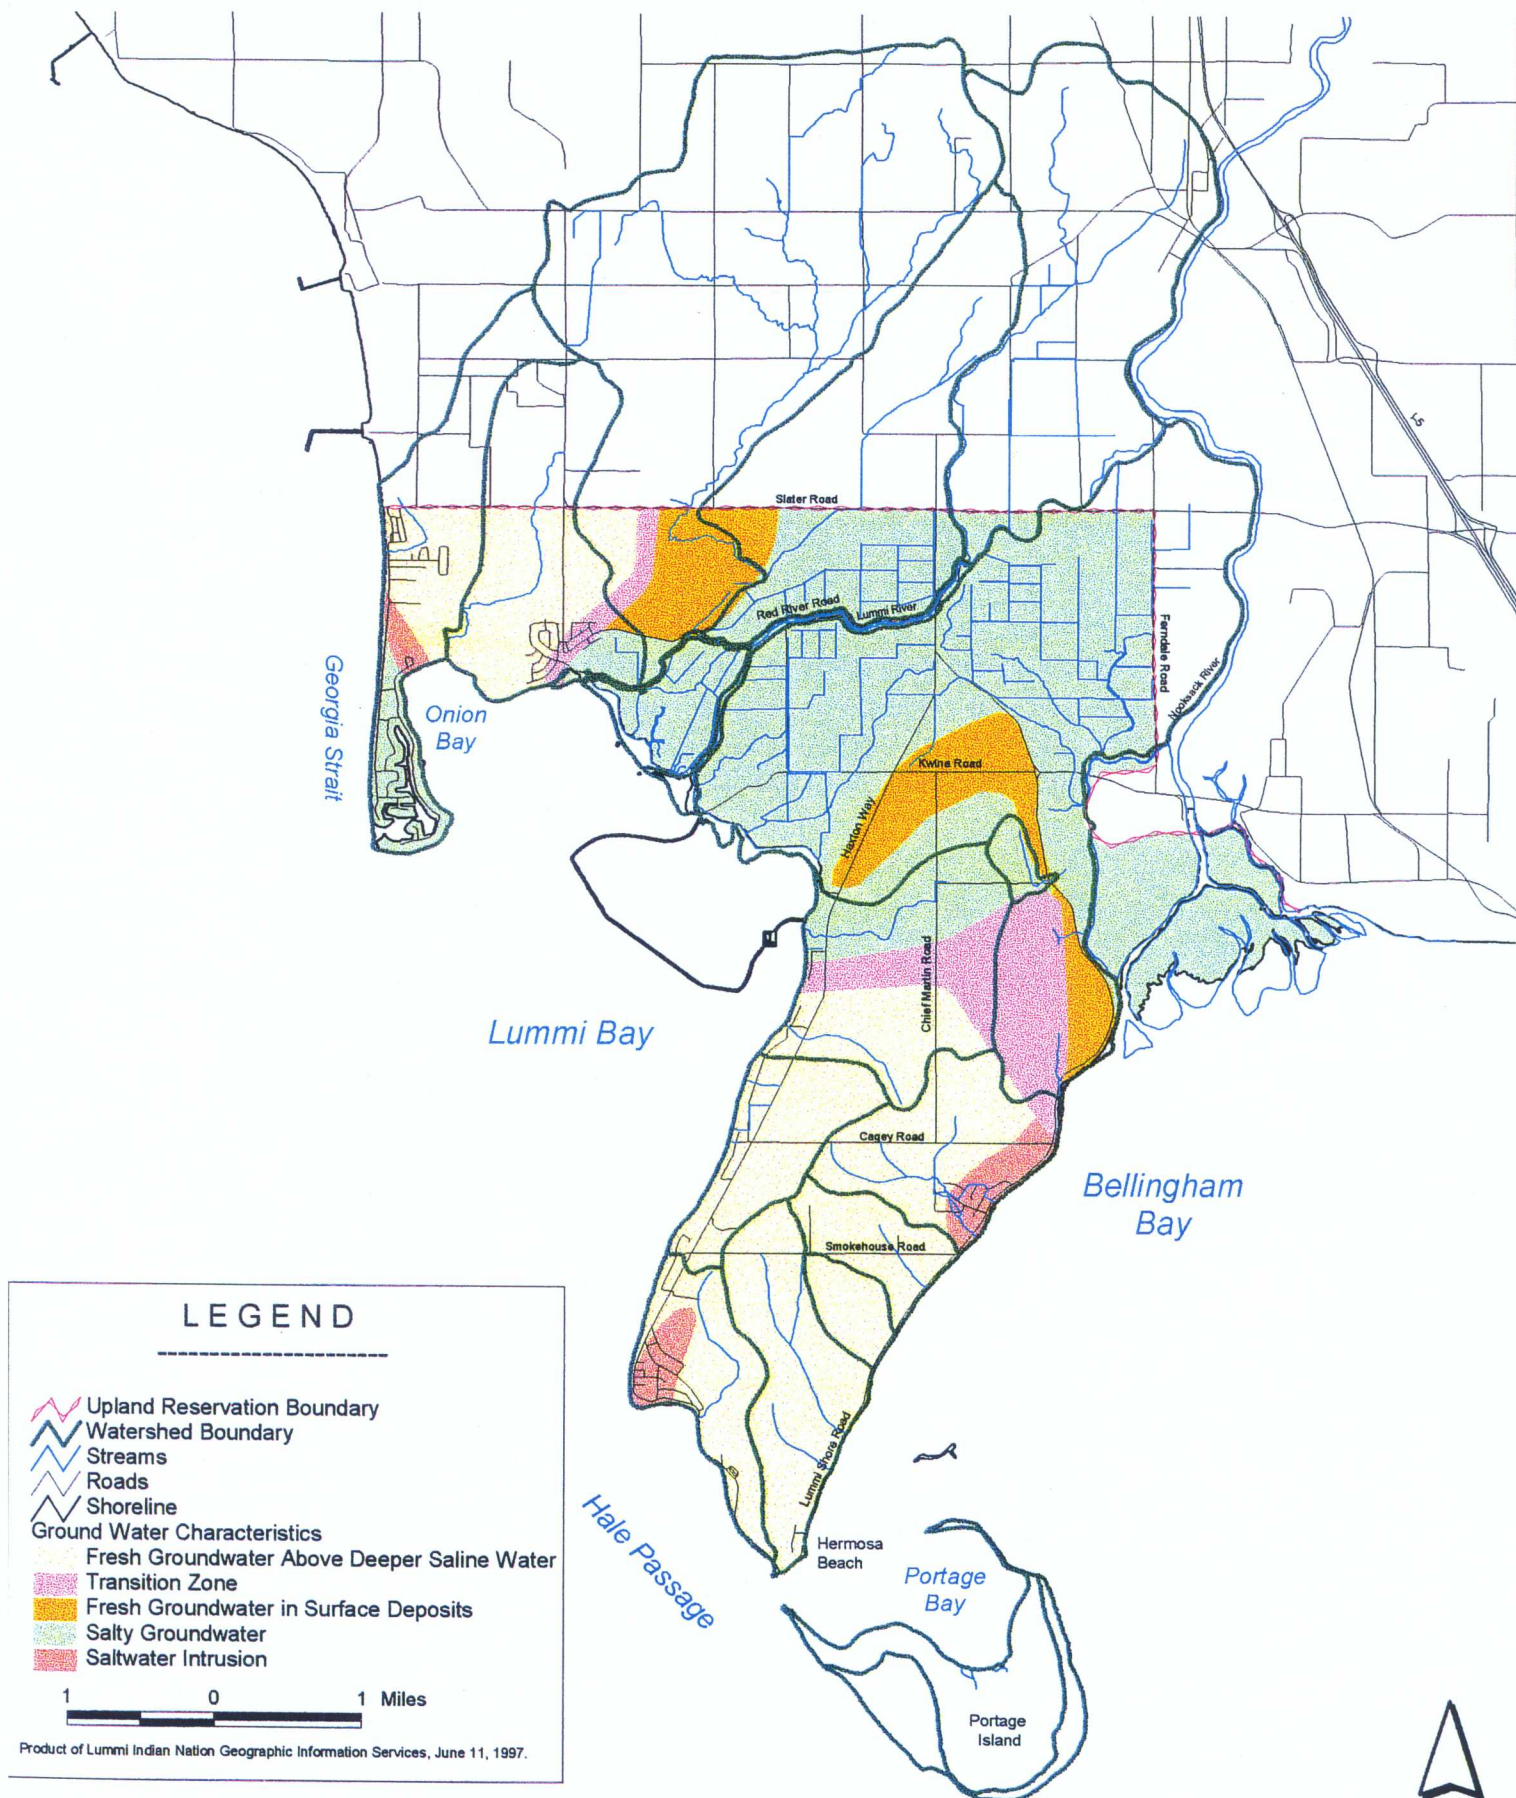 Slater Road
I-5
Red River Road
Lummi River
Ferndale Road
Nooksack River
Georgia Strait
Onion
Bay
Kwina Road
Haxton Way
Chief Martin Road
Lummi Bay
Cagey Road
Bellingham
Bay
Smokehouse Road
Lummi Shore Road
Hale Passage
Hermosa
Beach
Portage
Bay
Portage
Island
LEGEND
Upland Reservation Boundary
Watershed Boundary
Streams
Roads
Shoreline
Ground Water Characteristics
Fresh Groundwater Above Deeper Saline Water
Transition Zone
Fresh Groundwater in Surface Deposits
Salty Groundwater
Saltwater Intrusion
1 0 1 Miles
Product of Lummi Indian Nation Geographic Information Services, June 11, 1997.